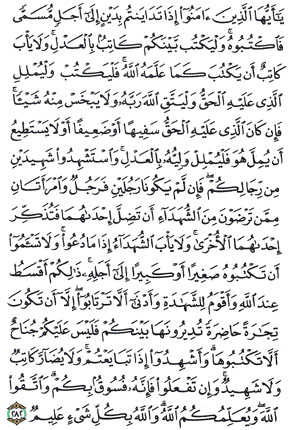 يَٰٓأَيُّهَا ٱلَّذِينَ ءَامَنُوٓا۟ إِذَا تَدَايَنتُم بِدَيْنٍ إِلَىٰٓ أَجَلٍ مُّسَمًّى
فَٱكْتُبُوهُ ۚ وَلْيَكْتُب بَّيْنَكُمْ كَاتِبٌۢ بِٱلْعَدْلِ ۚ وَلَا يَأْبَ
كَاتِبٌ أَن يَكْتُبَ كَمَا عَلَّمَهُ ٱللَّهُ ۚ فَلْيَكْتُبْ وَلْيُمْلِلِ
ٱلَّذِى عَلَيْهِ ٱلْحَقُّ وَلْيَتَّقِ ٱللَّهَ رَبَّهُۥ وَلَا يَبْخَسْ مِنْهُ شَيْـًٔا ۚ
فَإِن كَانَ ٱلَّذِى عَلَيْهِ ٱلْحَقُّ سَفِيهًا أَوْ ضَعِيفًا أَوْ لَا يَسْتَطِيعُ
أَن يُمِلَّ هُوَ فَلْيُمْلِلْ وَلِيُّهُۥ بِٱلْعَدْلِ ۚ وَٱسْتَشْهِدُوا۟ شَهِيدَيْنِ
مِن رِّجَالِكُمْ ۖ فَإِن لَّمْ يَكُونَا رَجُلَيْنِ فَرَجُلٌ وَٱمْرَأَتَانِ
مِمَّن تَرْضَوْنَ مِنَ ٱلشُّهَدَآءِ أَن تَضِلَّ إِحْدَىٰهُمَا فَتُذَكِّرَ
إِحْدَىٰهُمَا ٱلْأُخْرَىٰ ۚ وَلَا يَأْبَ ٱلشُّهَدَآءُ إِذَا مَا دُعُوا۟ ۚ وَلَا تَسْـَٔمُوٓا۟
أَن تَكْتُبُوهُ صَغِيرًا أَوْ كَبِيرًا إِلَىٰٓ أَجَلِهِۦ ۚ ذَٰلِكُمْ أَقْسَطُ
عِندَ ٱللَّهِ وَأَقْوَمُ لِلشَّهَٰدَةِ وَأَدْنَىٰٓ أَلَّا تَرْتَابُوٓا۟ ۖ إِلَّآ أَن تَكُونَ
تِجَٰرَةً حَاضِرَةً تُدِيرُونَهَا بَيْنَكُمْ فَلَيْسَ عَلَيْكُمْ جُنَاحٌ
أَلَّا تَكْتُبُوهَا ۗ وَأَشْهِدُوٓا۟ إِذَا تَبَايَعْتُمْ ۚ وَلَا يُضَآرَّ كَاتِبٌ
وَلَا شَهِيدٌ ۚ وَإِن تَفْعَلُوا۟ فَإِنَّهُۥ فُسُوقٌۢ بِكُمْ ۗ وَٱتَّقُوا۟
ٱللَّهَ ۖ وَيُعَلِّمُكُمُ ٱللَّهُ ۗ وَٱللَّهُ بِكُلِّ شَىْءٍ عَلِيمٌ ٢٨٢